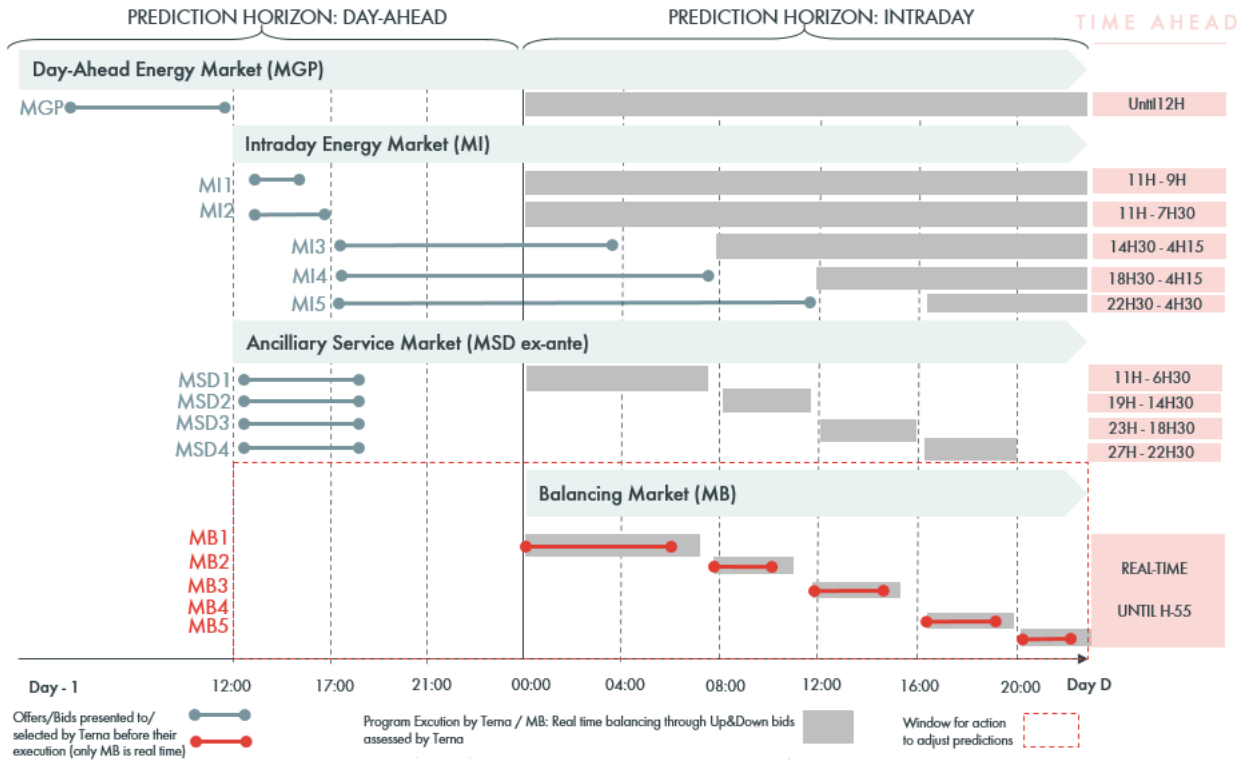 PREDICTION HORIZON: DAY-AHEAD
PREDICTION HORIZON: INTRADAY
TIME AHEAD
Day-Ahead Energy Market (MGP)
MGP
Until12H
Intraday Energy Market (MI)
MI1
11H - 9H
MI2
11H - 7H30
MI3
14H30 - 4H15
MI4
18H30 - 4H15
MI5
22H30 - 4H30
Ancilliary Service Market (MSD ex-ante)
MSD1
11H - 6H30
MSD2
19H - 14H30
MSD3
23H - 18H30
MSD4
27H - 22H30
Balancing Market (MB)
MB1
MB2
MB3
MB4
MB5
REAL-TIME
UNTIL H-55
Day - 1
12:00
17:00
21:00
00:00
04:00
08:00
12:00
16:00
20:00
Day D
Offers/Bids presented to/
selected by Terna before their
execution (only MB is real time)
Program Excution by Terna / MB: Real time balancing through Up&Down bids
assessed by Terna
Window for action
to adjust predictions